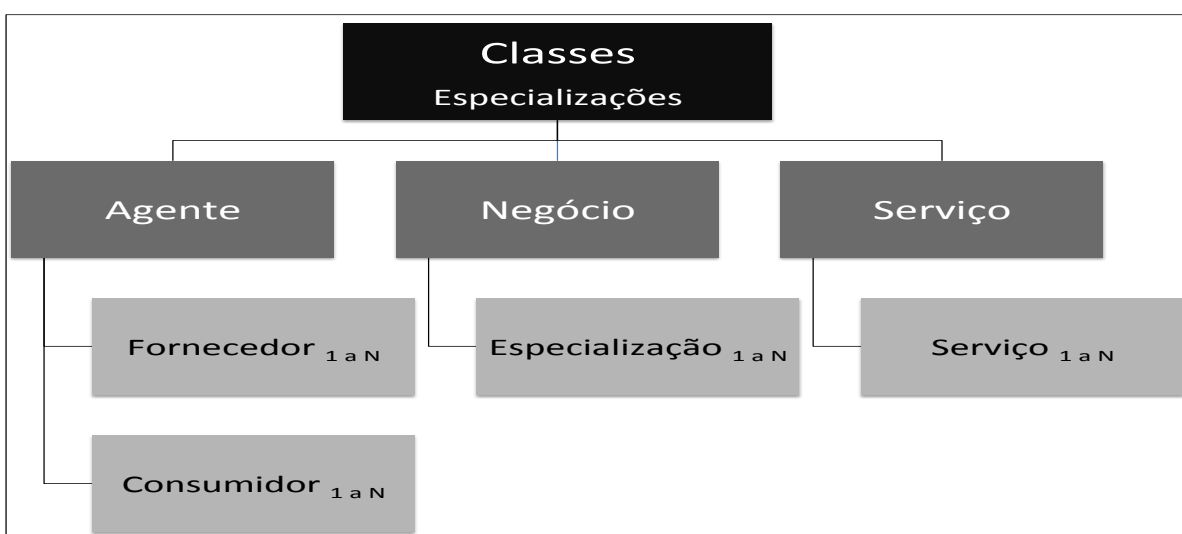 Classes
Especializações
Agente
Negócio
Serviço
Fornecedor 1 a N
Especialização 1 a N
Serviço 1 a N
Consumidor 1 a N